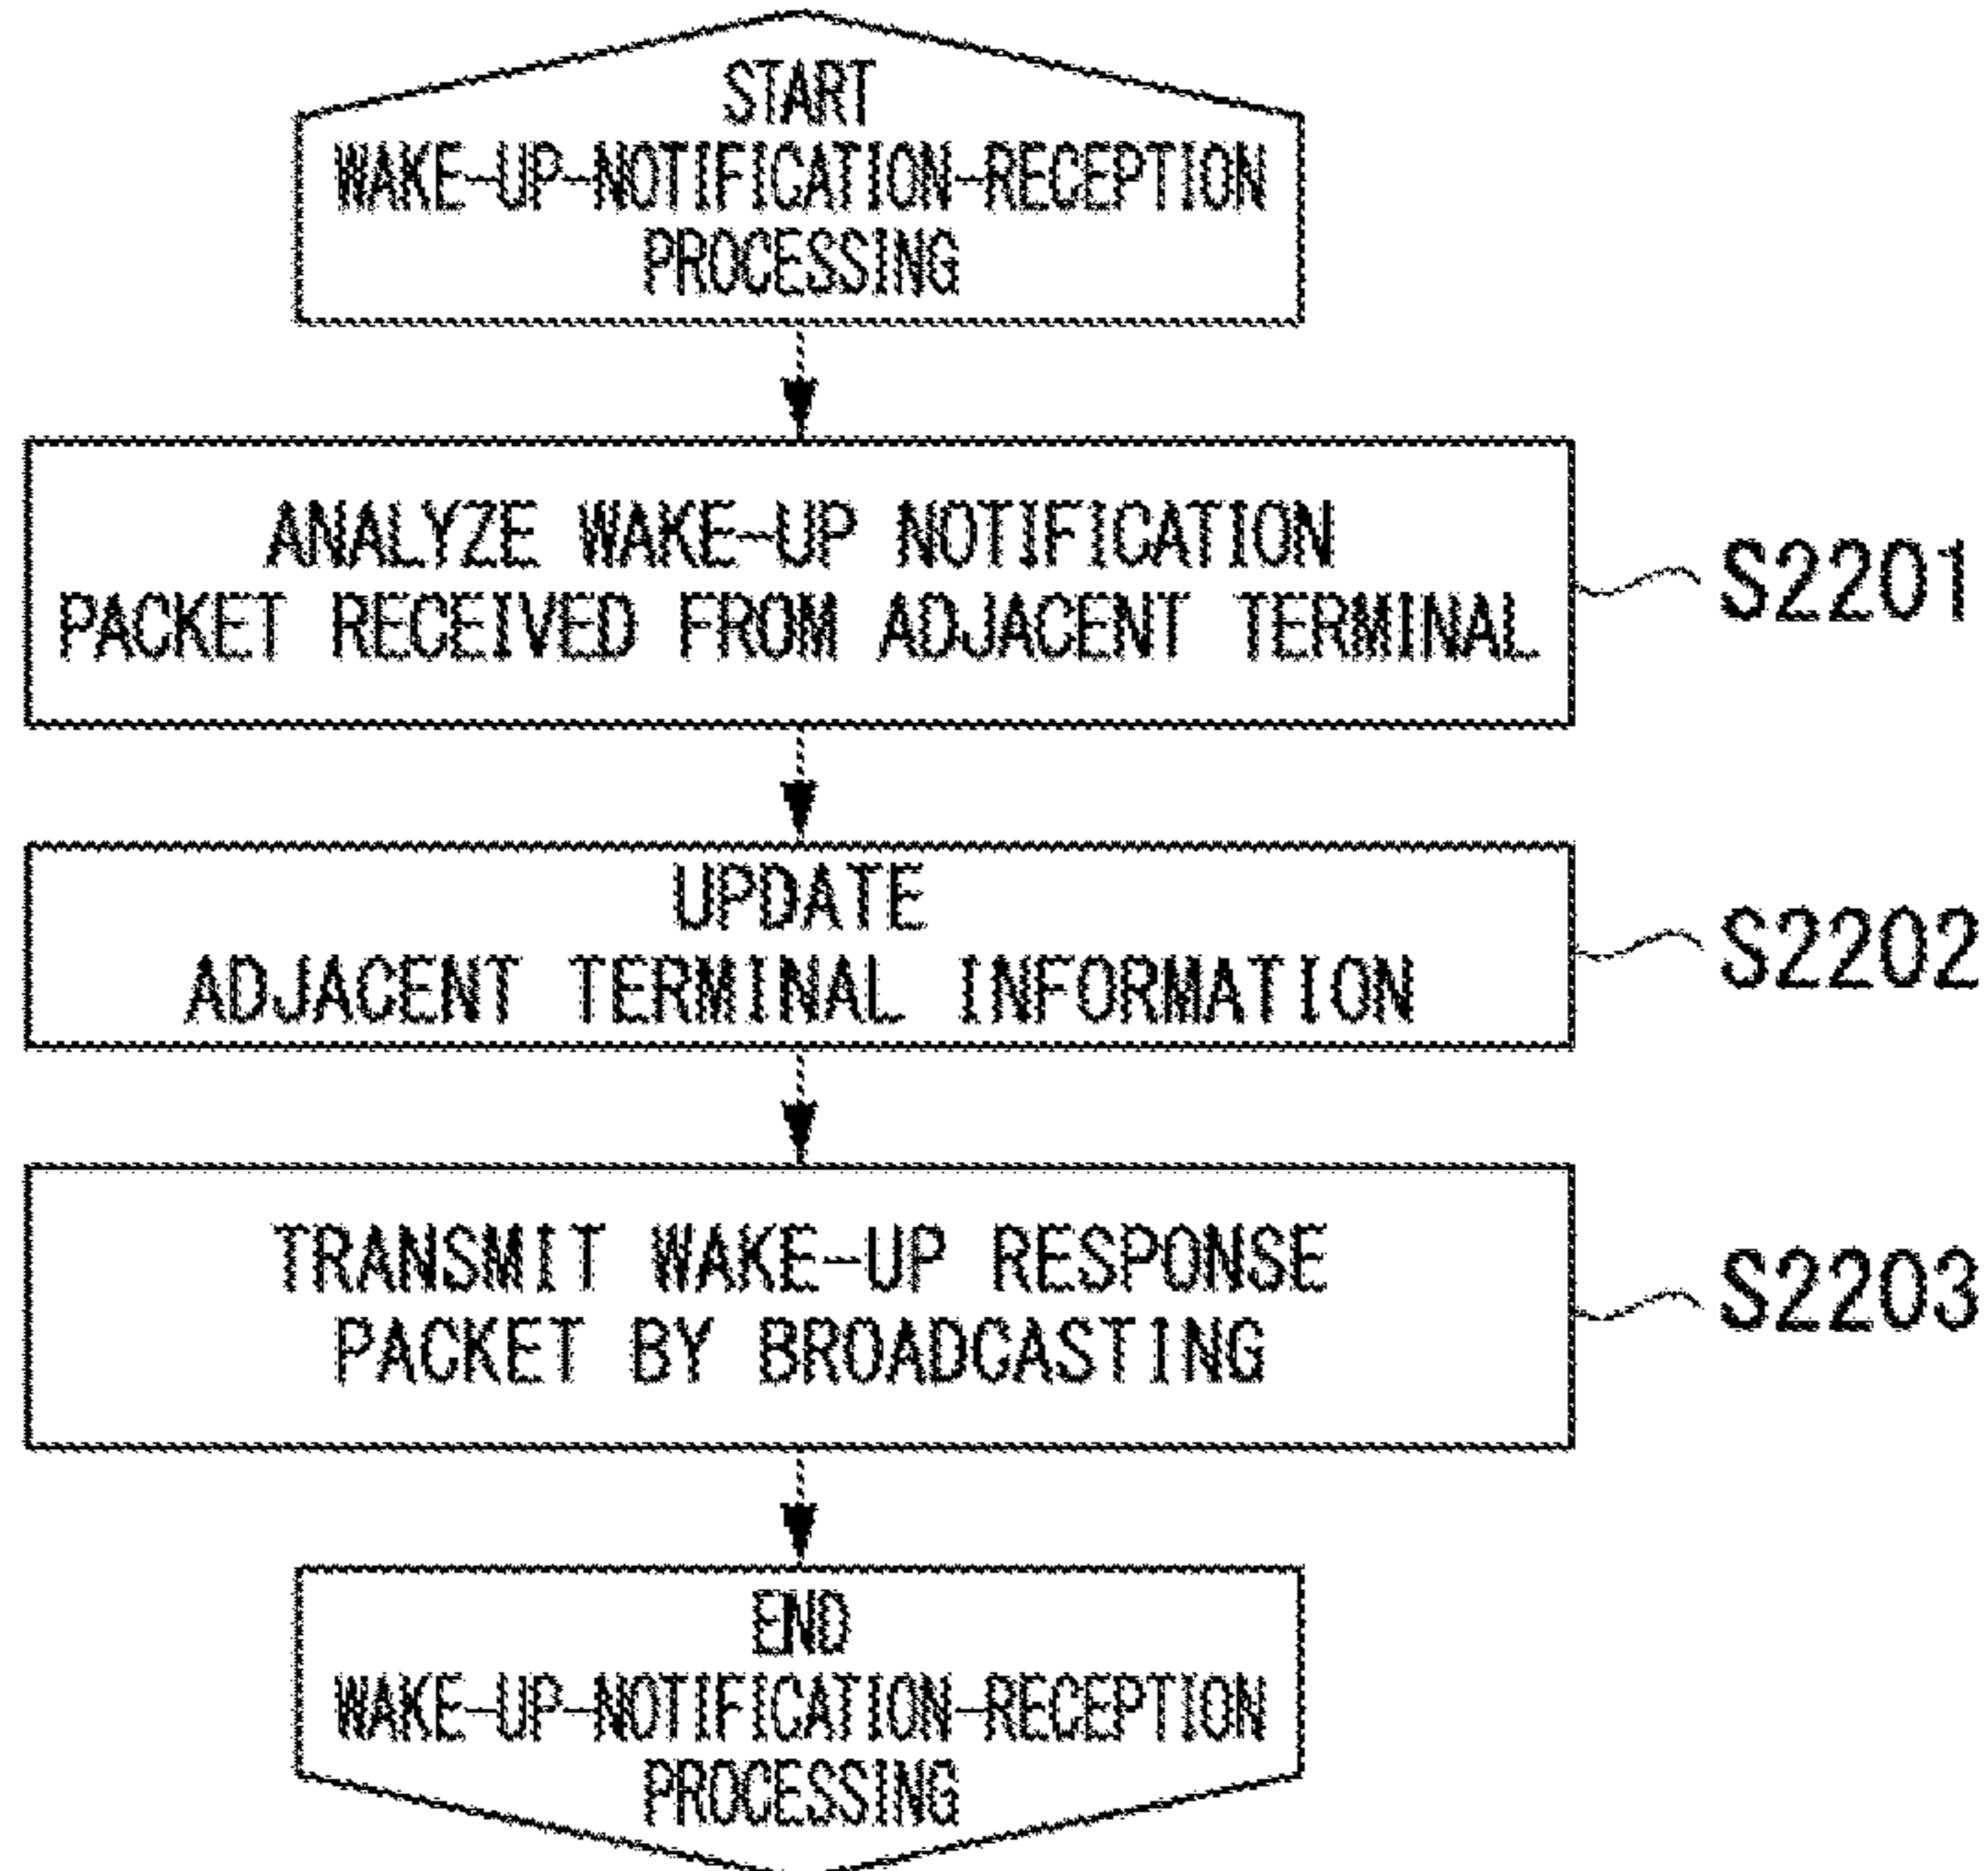 START
WAKE-UP-NOTIFICATION-RECEPTION
PROCESSING
ANALYZE WAKE-UP NOTIFICATION
PACKET RECEIVED FROM ADJACENT TERMINAL
S2201
UPDATE
ADJACENT TERMINAL INFORMATION
S2202
TRANSMIT WAKE-UP RESPONSE
PACKET BY BROADCASTING
S2203
END
WAKE-UP-NOTIFICATION-RECEPTION
PROCESSING